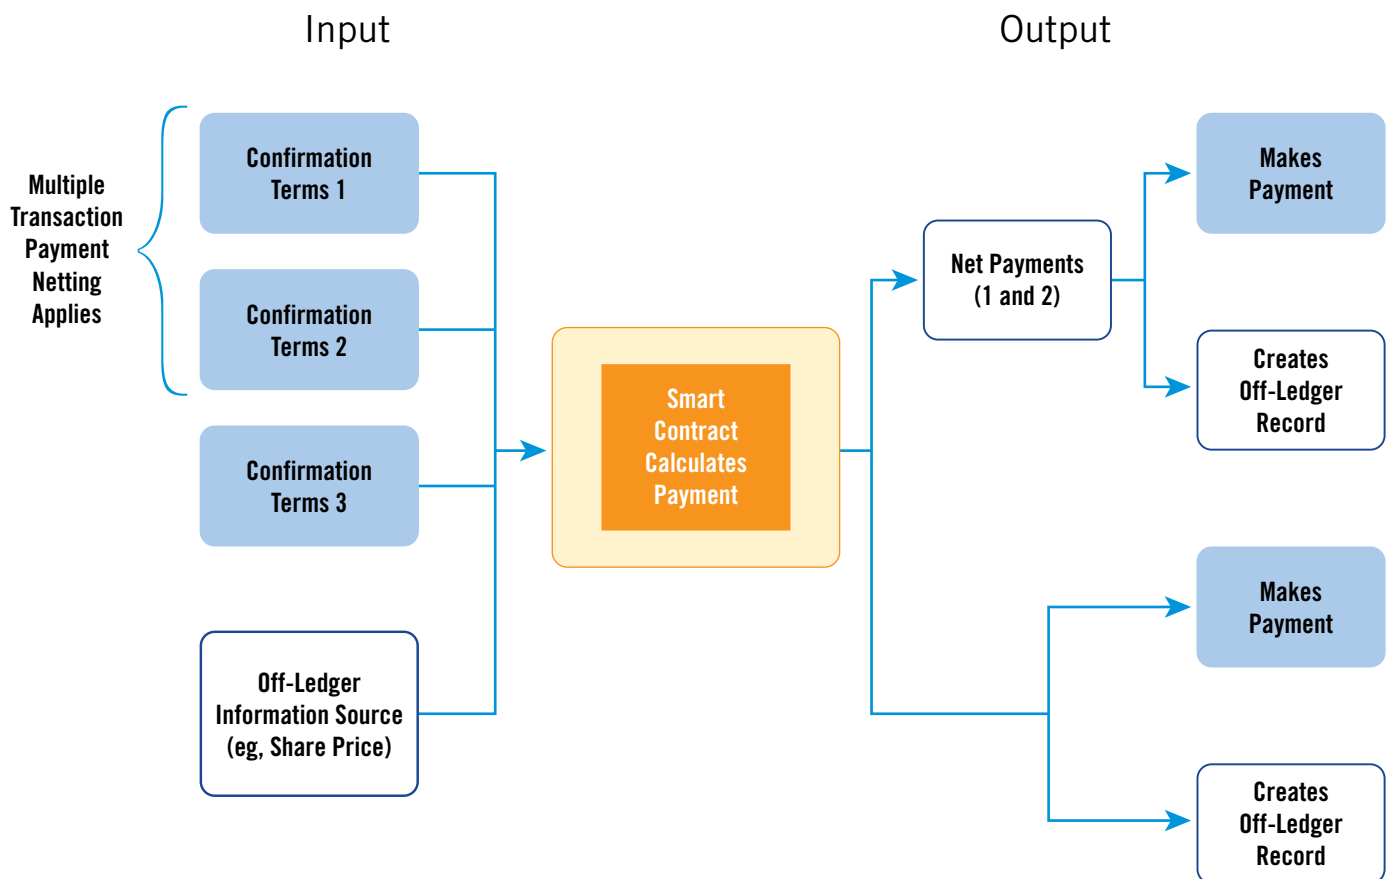 Input
Output
Multiple
Transaction
Payment
Netting
Applies
Confirmation
Terms 1
Confirmation
Terms 2
Confirmation
Terms 3
Off-Ledger
Information Source
(eg, Share Price)
Smart
Contract
Calculates
Payment
Net Payments
(1 and 2)
Makes
Payment
Creates
Off-Ledger
Record
Makes
Payment
Creates
Off-Ledger
Record